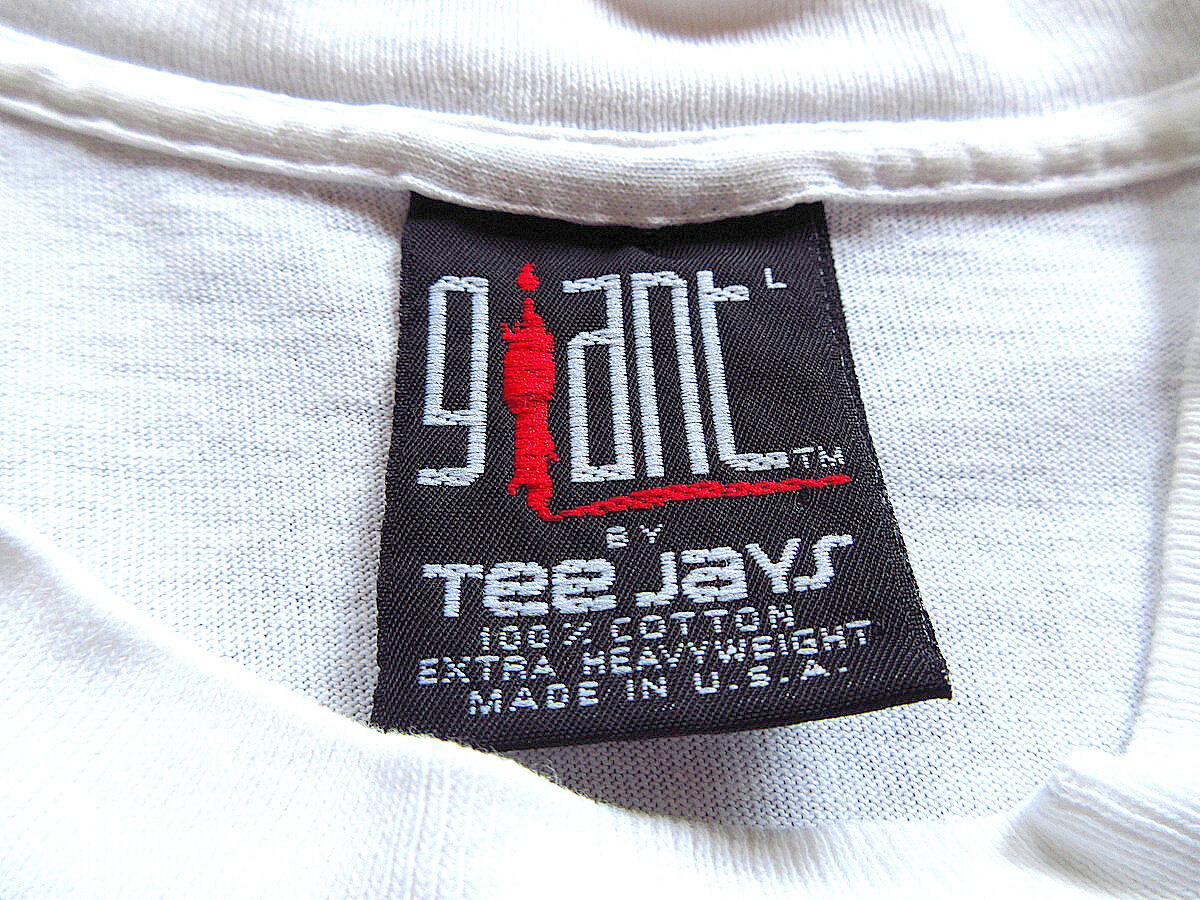 giant L
TM
BY
Tee Jays
100% COTTON
EXTRA HEAVYWEIGHT
MADE IN U.S.A.